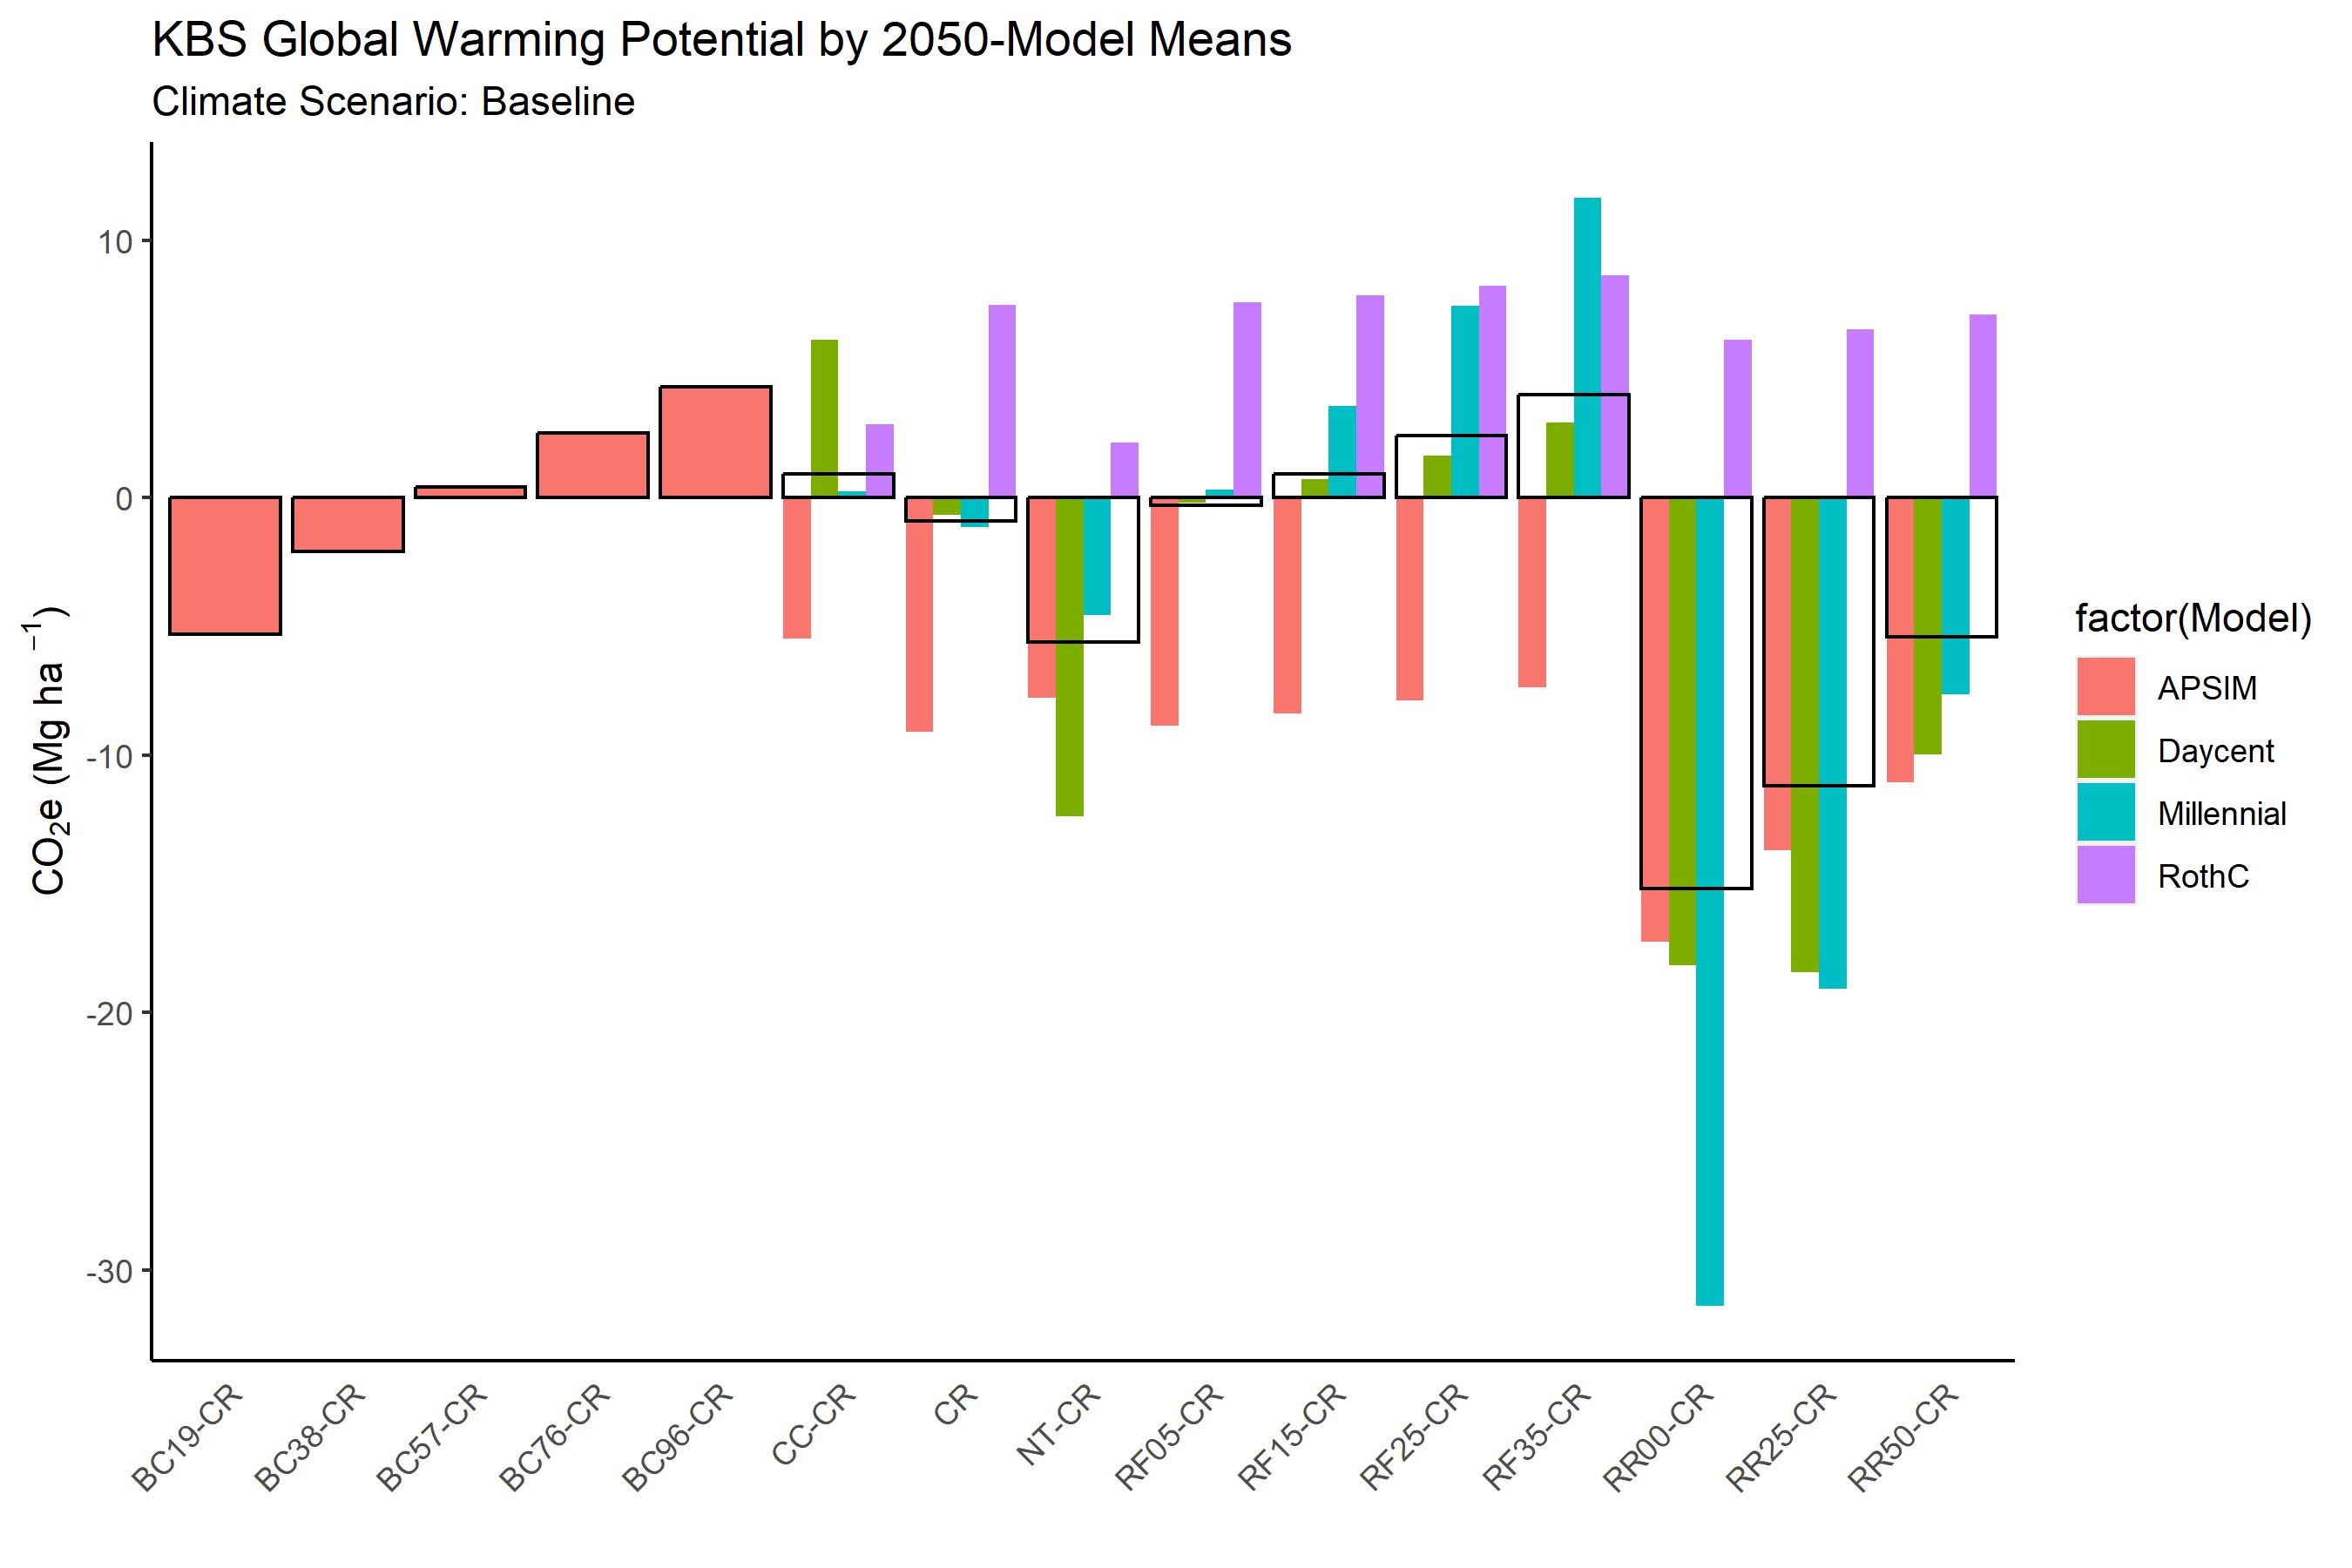 KBS Global Warming Potential by 2050-Model Means
Climate Scenario: Baseline
CO₂e (Mg ha ⁻¹)
10
0
-10
-20
-30
BC19-CR
BC38-CR
BC57-CR
BC76-CR
BC96-CR
CC-CR
CR
NT-CR
RF05-CR
RF15-CR
RF25-CR
RF35-CR
RR00-CR
RR25-CR
RR50-CR
factor(Model)
APSIM
Daycent
Millennial
RothC